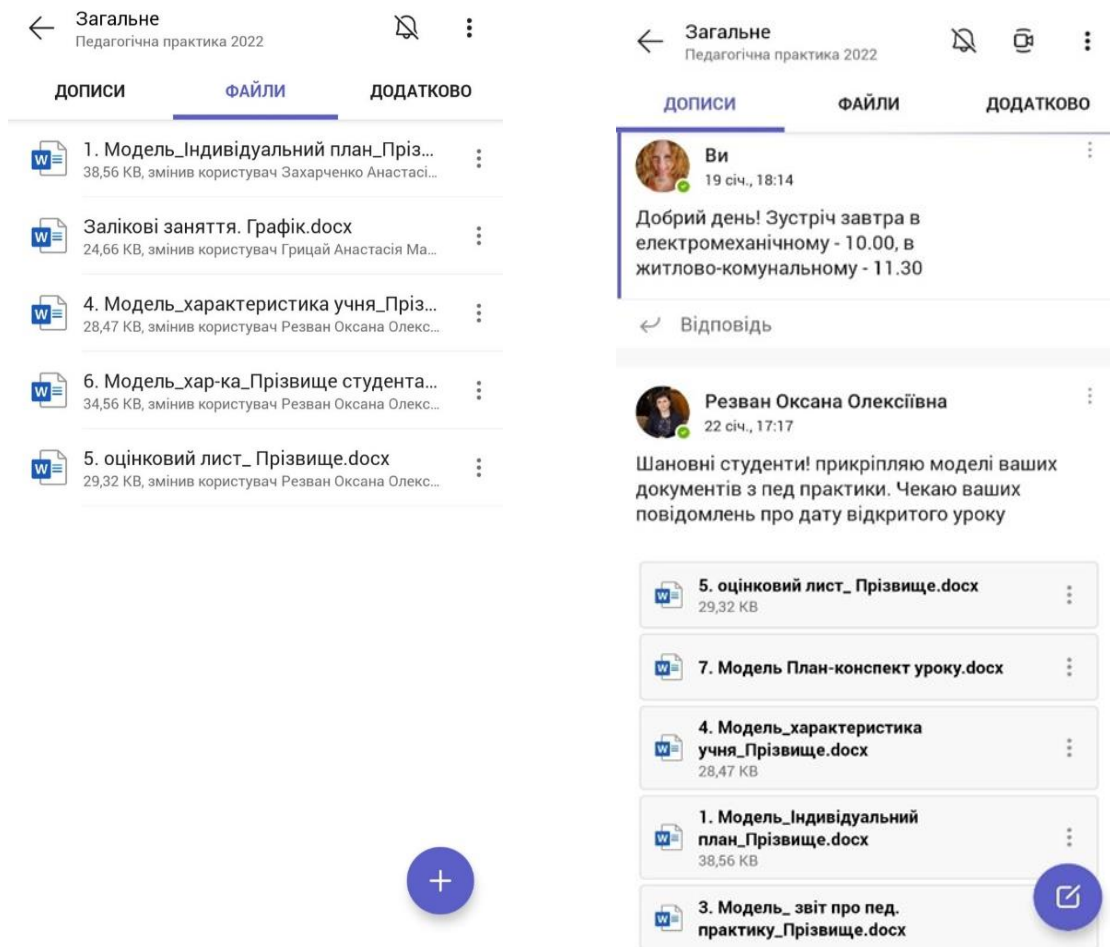 Загальне
Педагогічна практика 2022
ДОПИСИ ФАЙЛИ ДОДАТКОВО
1. Модель_Індивідуальний план_Пріз...
38,56 KB, змінив користувач Захарченко Анастасі...
Залікові заняття. Графік.docx
24,66 KB, змінив користувач Грицай Анастасія Ма...
4. Модель_характеристика учня_Пріз...
28,47 KB, змінив користувач Резван Оксана Олекс...
6. Модель_хар-ка_Прізвище студента...
34,56 KB, змінив користувач Резван Оксана Олекс...
5. оцінковий лист_ Прізвище.docx
29,32 KB, змінив користувач Резван Оксана Олекс...
Загальне
Педагогічна практика 2022
ДОПИСИ ФАЙЛИ ДОДАТКОВО
Ви
19 січ., 18:14
Добрий день! Зустріч завтра в
електромеханічному - 10.00, в
житлово-комунальному - 11.30
Відповідь
Резван Оксана Олексіївна
22 січ., 17:17
Шановні студенти! прикріпляю моделі ваших
документів з пед практики. Чекаю ваших
повідомлень про дату відкритого уроку
5. оцінковий лист_ Прізвище.docx
29,32 KB
7. Модель План-конспект уроку.docx
4. Модель_характеристика
учня_Прізвище.docx
28,47 KB
1. Модель_Індивідуальний
план_Прізвище.docx
38,56 KB
3. Модель_ звіт про пед.
практику_Прізвище.docx